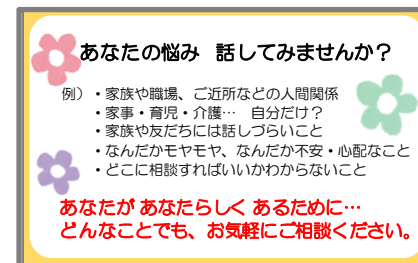 あなたの悩み 話してみませんか？
例）・家族や職場、ご近所などの人間関係
・家事・育児・介護… 自分だけ？
・家族や友だちには話しづらいこと
・なんだかモヤモヤ、なんだか不安・心配なこと
・どこに相談すればいいかわからないこと
あなたが あなたらしく あるために…
どんなことでも、お気軽にご相談ください。